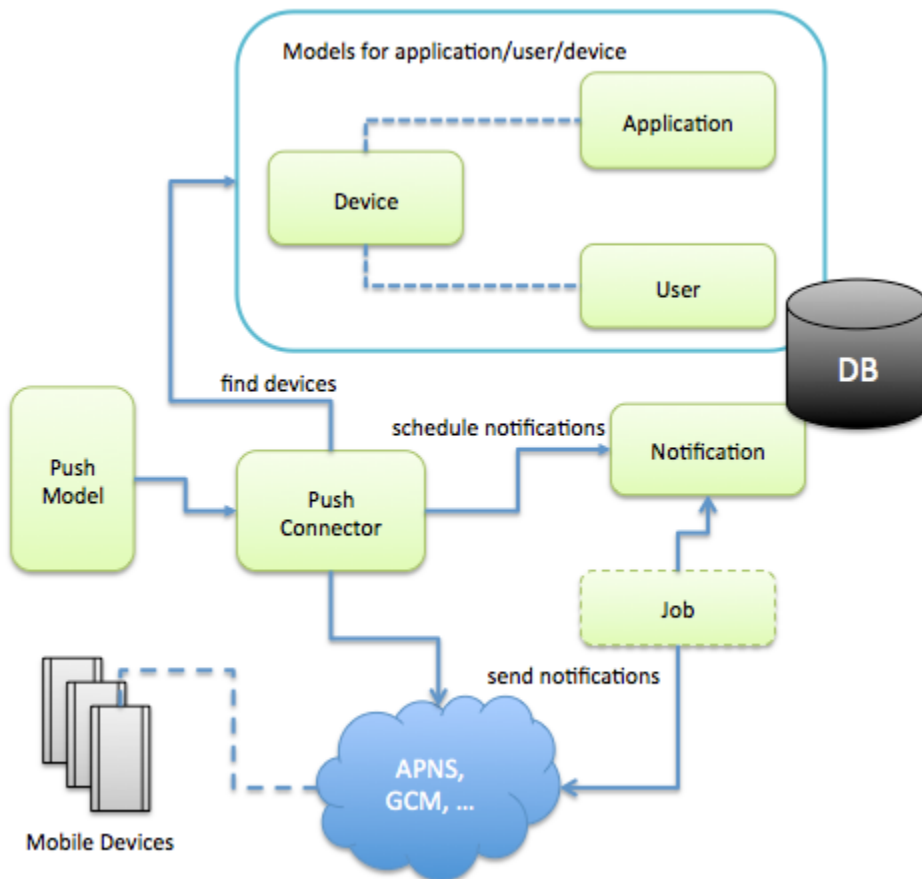 Models for application/user/device
Application
Device
User
DB
find devices
schedule notifications
Notification
Push
Model
Push
Connector
Job
send notifications
APNS,
GCM, ...
Mobile Devices